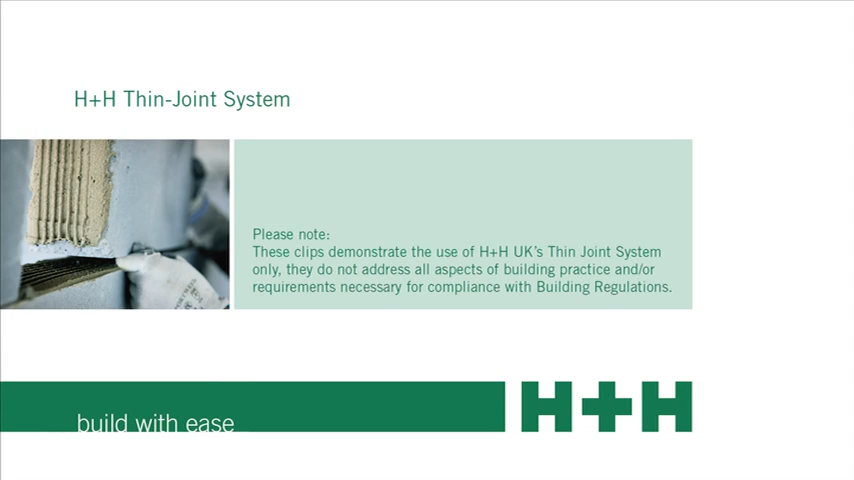 H+H Thin-Joint System
Please note:
These clips demonstrate the use of H+H UK’s Thin Joint System
only, they do not address all aspects of building practice and/or
requirements necessary for compliance with Building Regulations.
build with ease
H+H